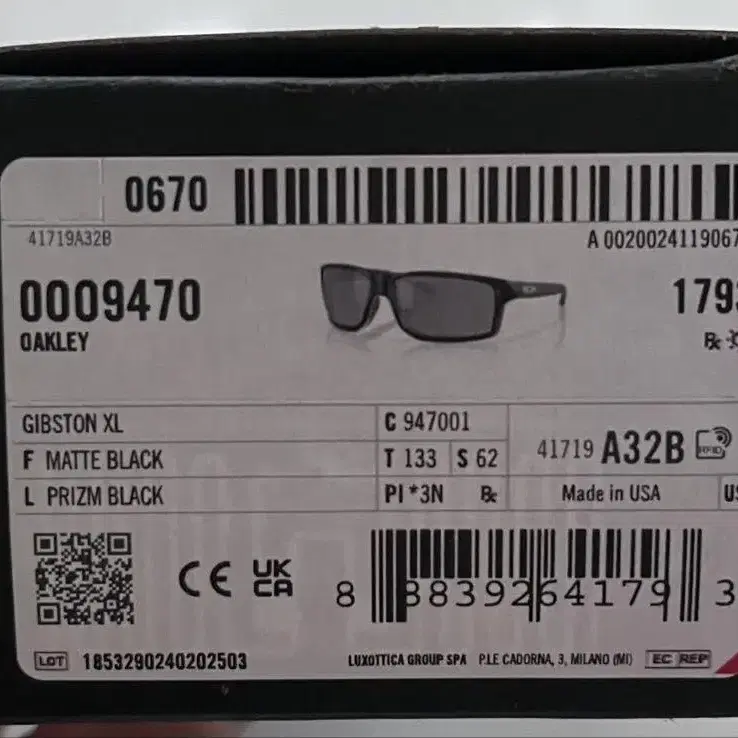 0670
41719A32B
A 0020024119067
0009470
1793
OAKLEY
GIBSTON XL
C 947001
F MATTE BLACK
T 133 S 62
41719 A32B
RFID
L PRIZM BLACK
PI *3N
Made in USA
CE UK CA
8 88392 64179 3
LOT 1853290240202503
LUXOTTICA GROUP SPA P.LE CADORNA, 3, MILANO (MI) EC REP